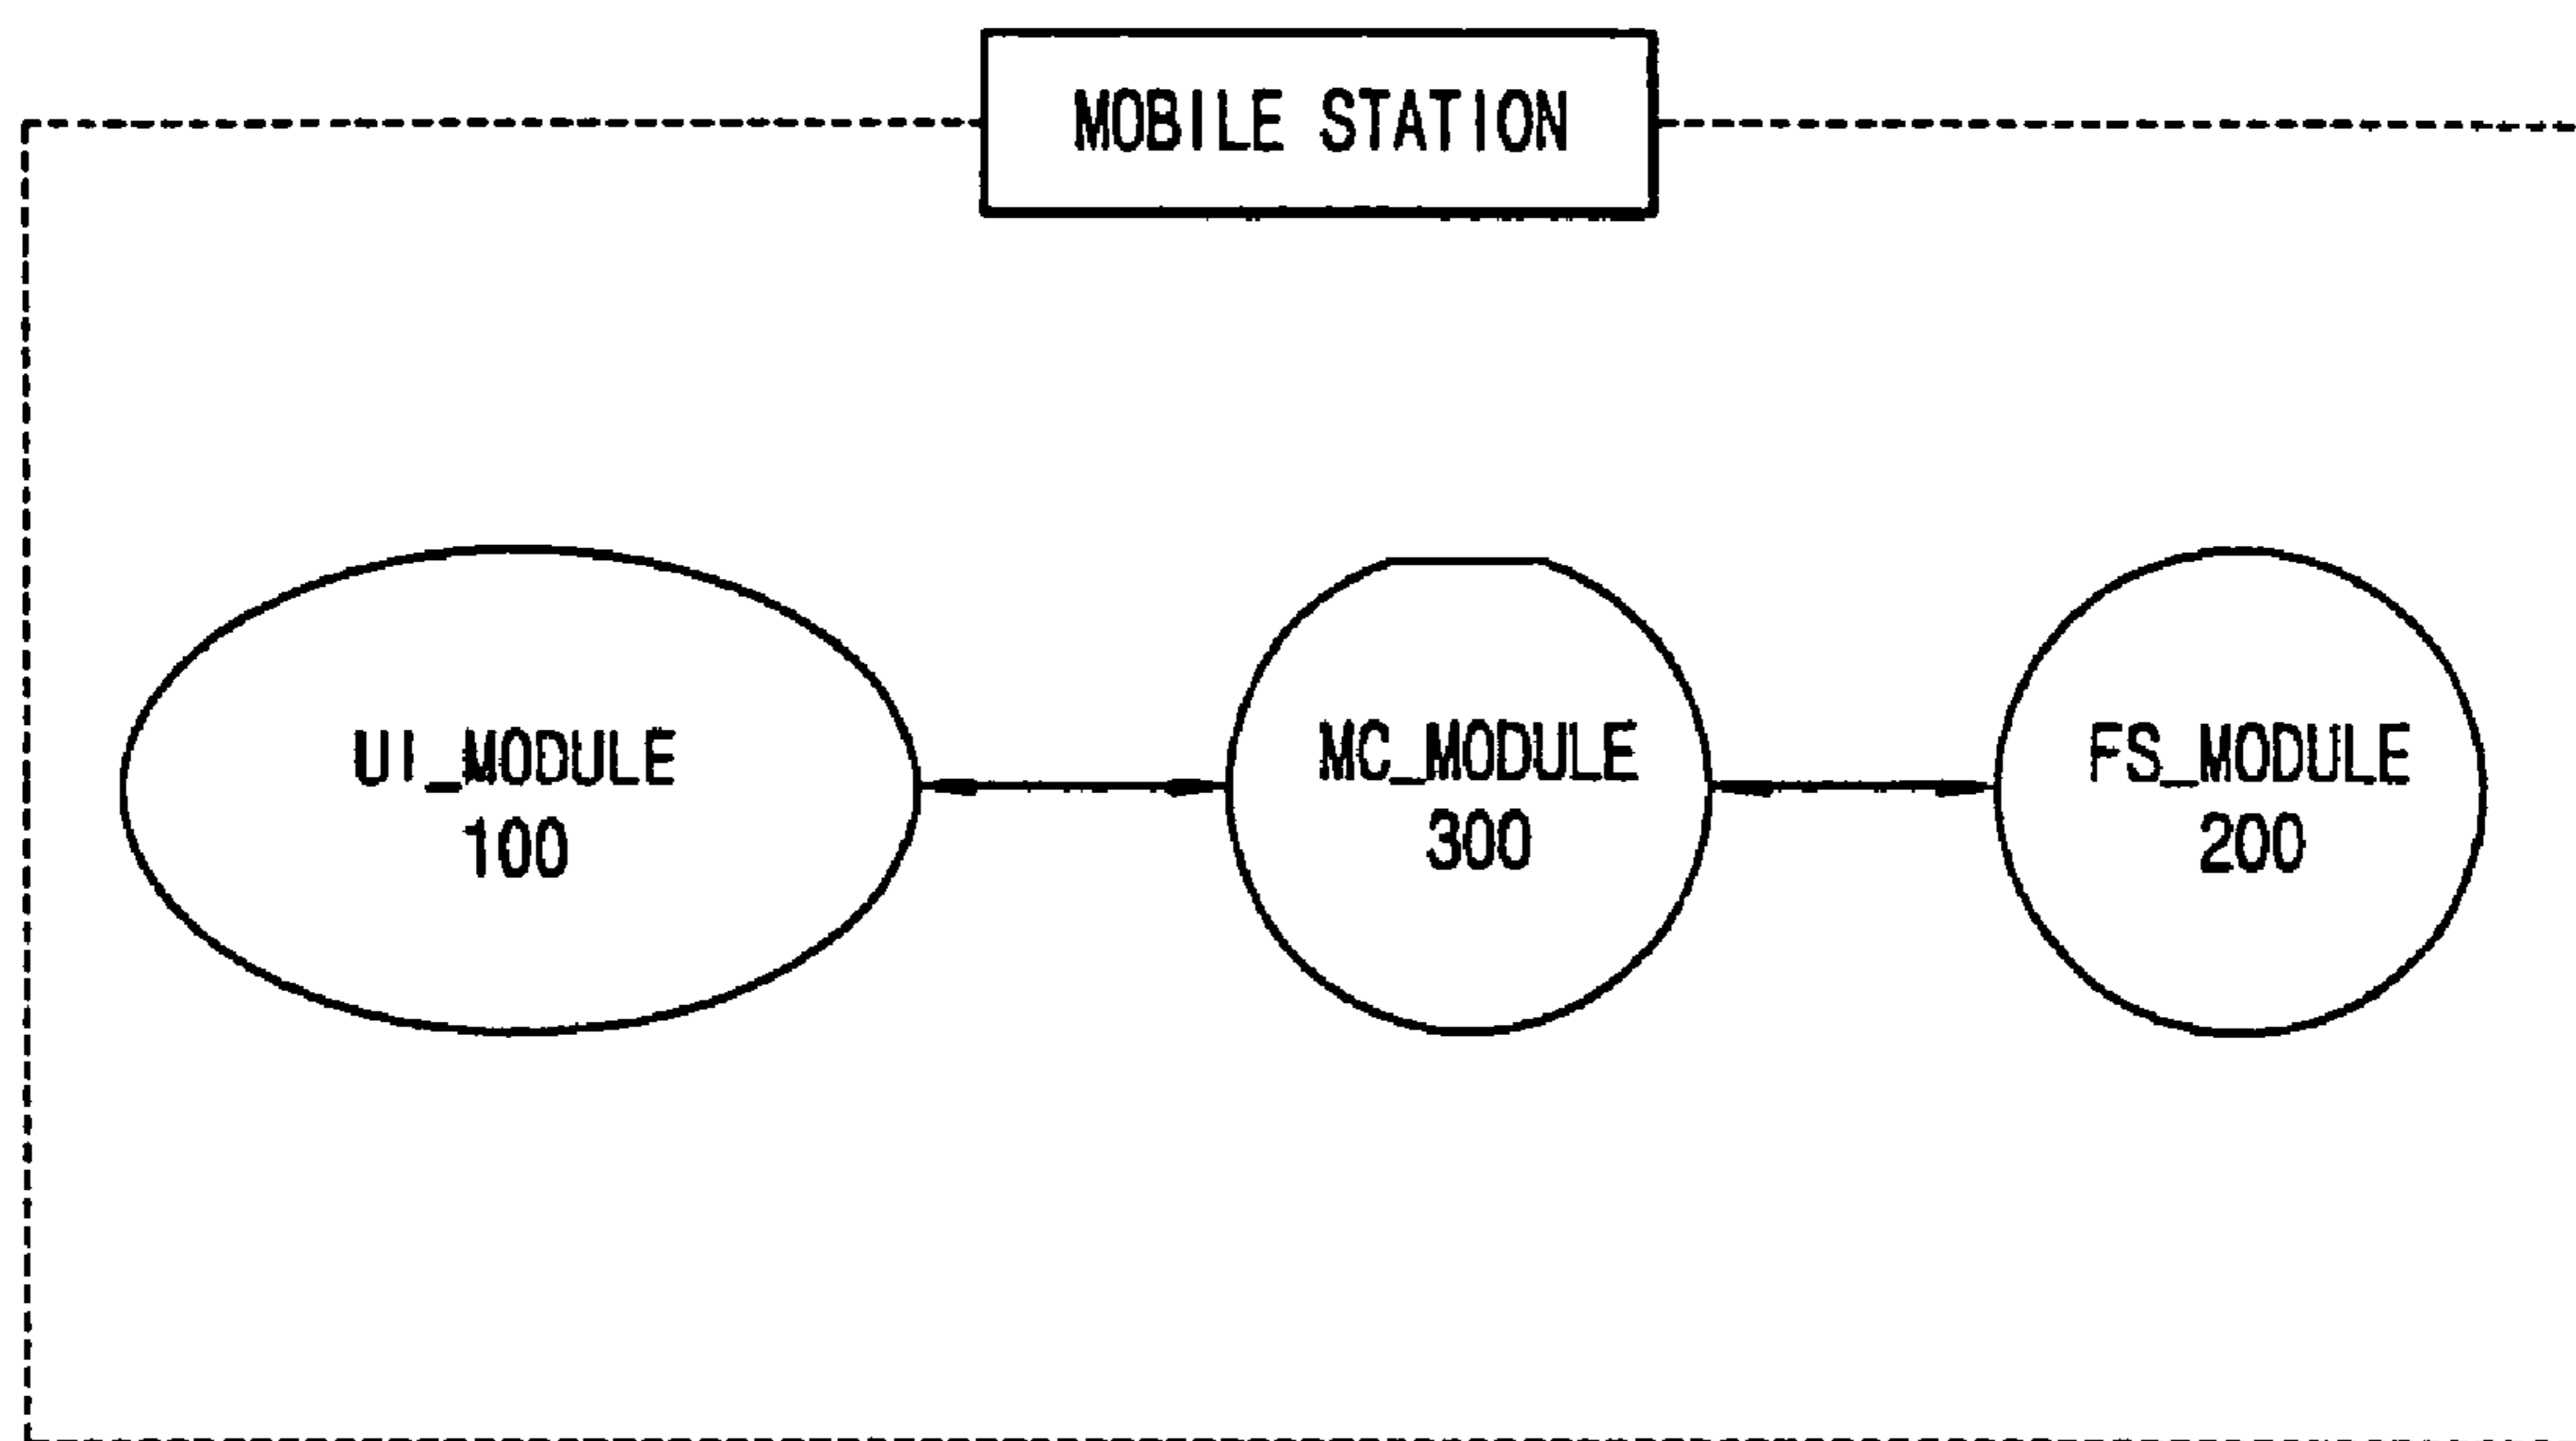 MOBILE STATION
UI_MODULE
100
MC_MODULE
300
FS_MODULE
200